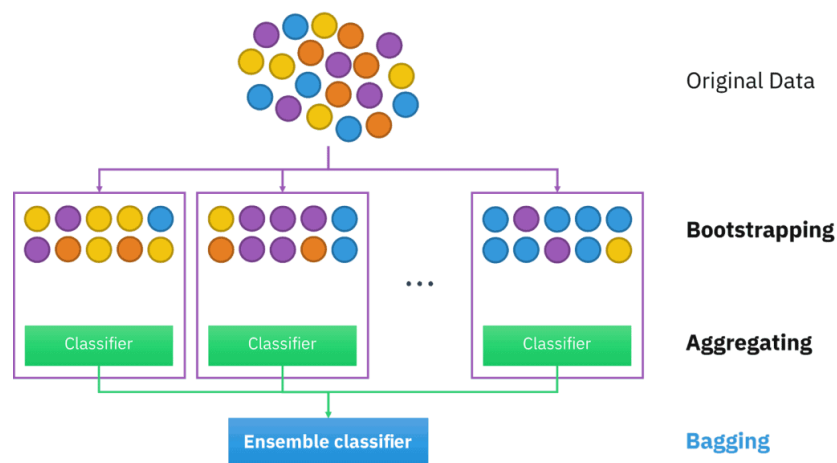 Original Data
Bootstrapping
...
Classifier Classifier Classifier
Aggregating
Ensemble classifier
Bagging